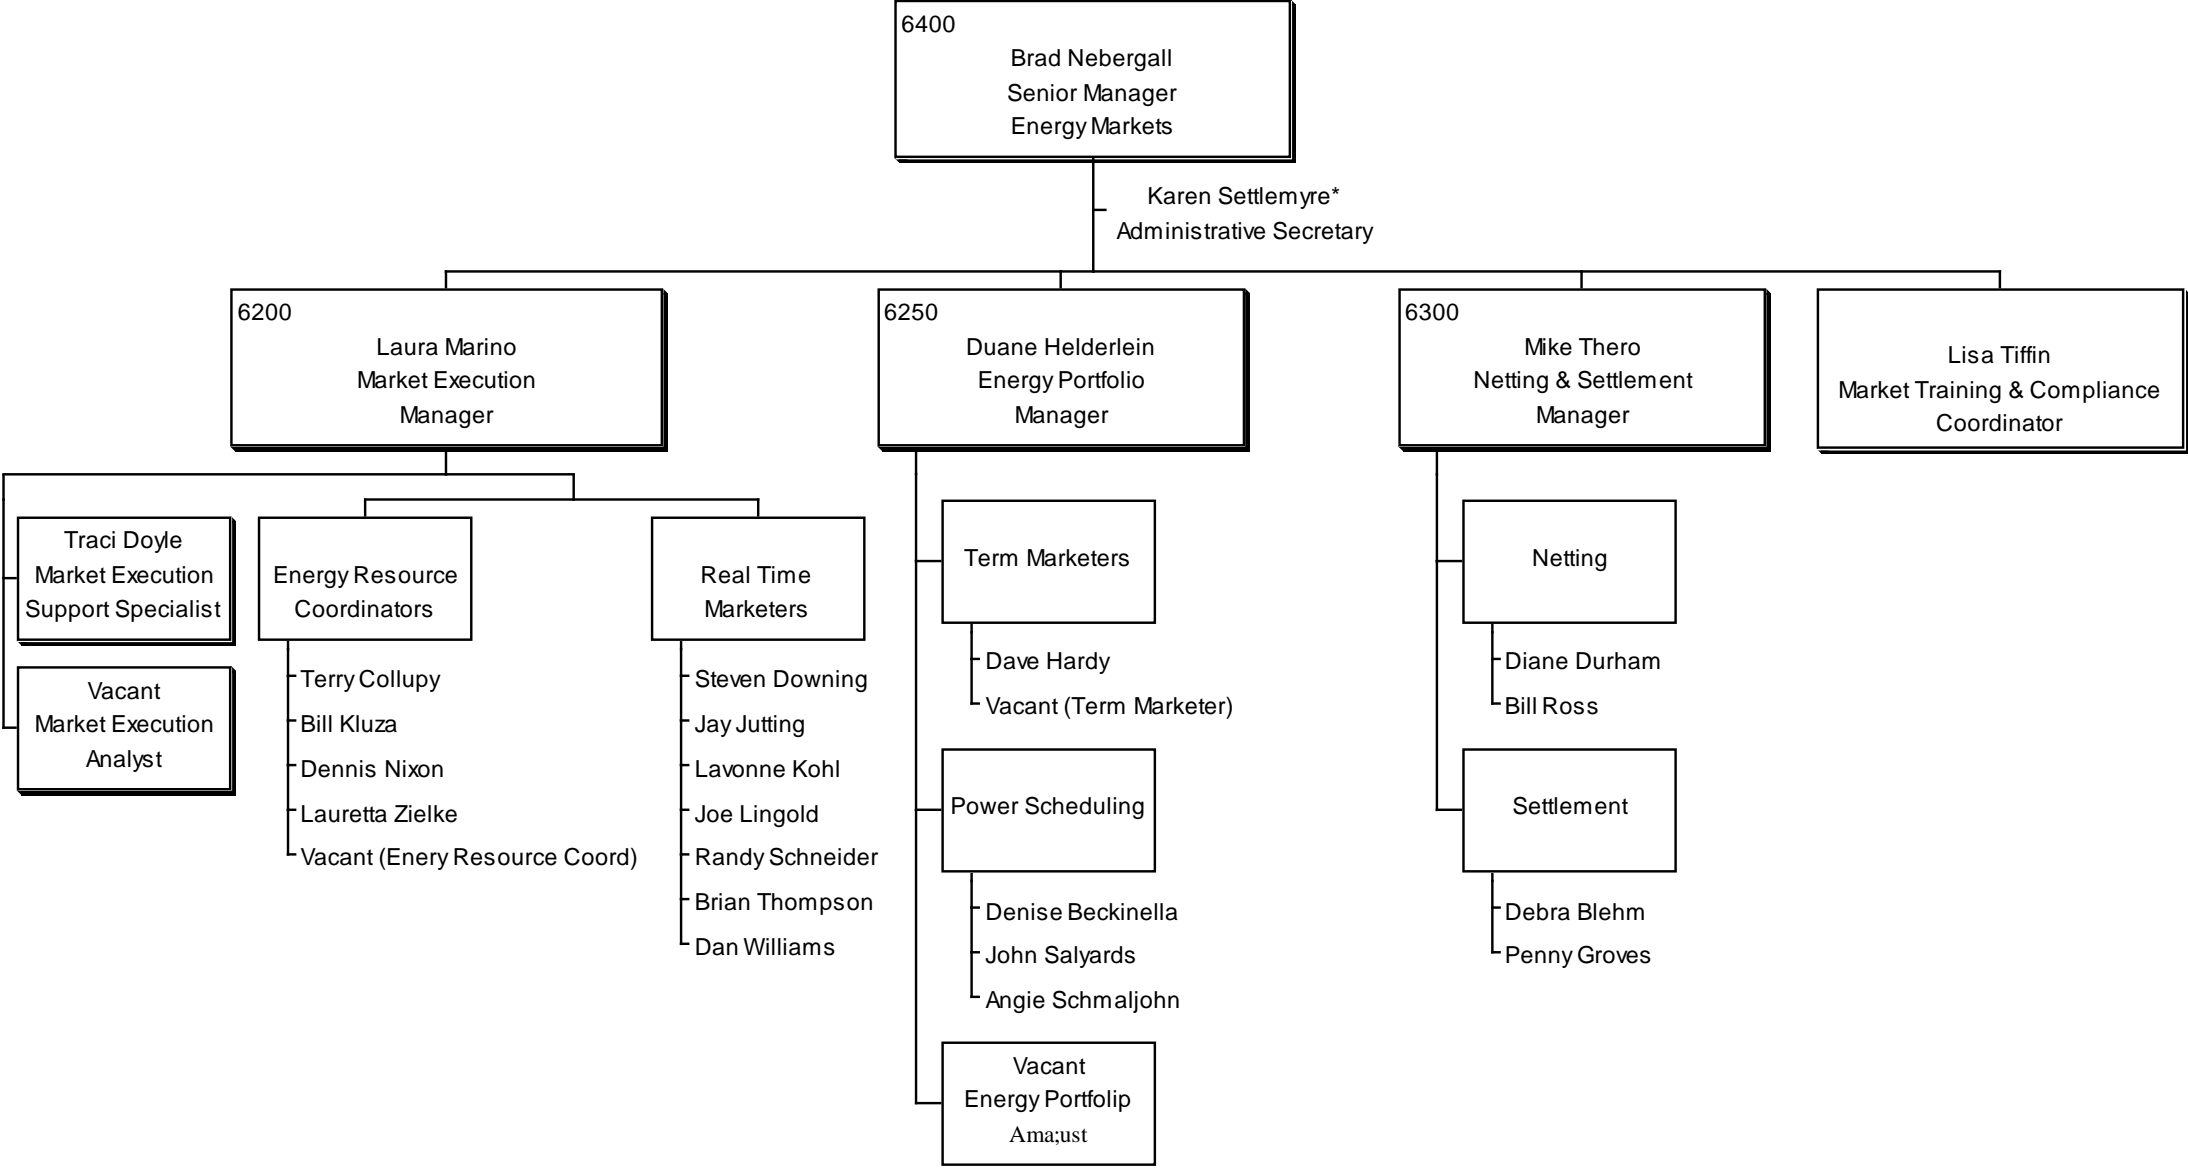 6400
Brad Nebergall
Senior Manager
Energy Markets
Karen Settlemyre*
Administrative Secretary
6200
Laura Marino
Market Execution
Manager
6250
Duane Helderlein
Energy Portfolio
Manager
6300
Mike Thero
Netting & Settlement
Manager
Lisa Tiffin
Market Training & Compliance
Coordinator
Traci Doyle
Market Execution
Support Specialist
Vacant
Market Execution
Analyst
Energy Resource
Coordinators
Terry Collupy
Bill Kluza
Dennis Nixon
Lauretta Zielke
Vacant (Enery Resource Coord)
Real Time
Marketers
Steven Downing
Jay Jutting
Lavonne Kohl
Joe Lingold
Randy Schneider
Brian Thompson
Dan Williams
Term Marketers
Dave Hardy
Vacant (Term Marketer)
Power Scheduling
Denise Beckinella
John Salyards
Angie Schmaljohn
Vacant
Energy Portfolip
Ama;ust
Netting
Diane Durham
Bill Ross
Settlement
Debra Blehm
Penny Groves